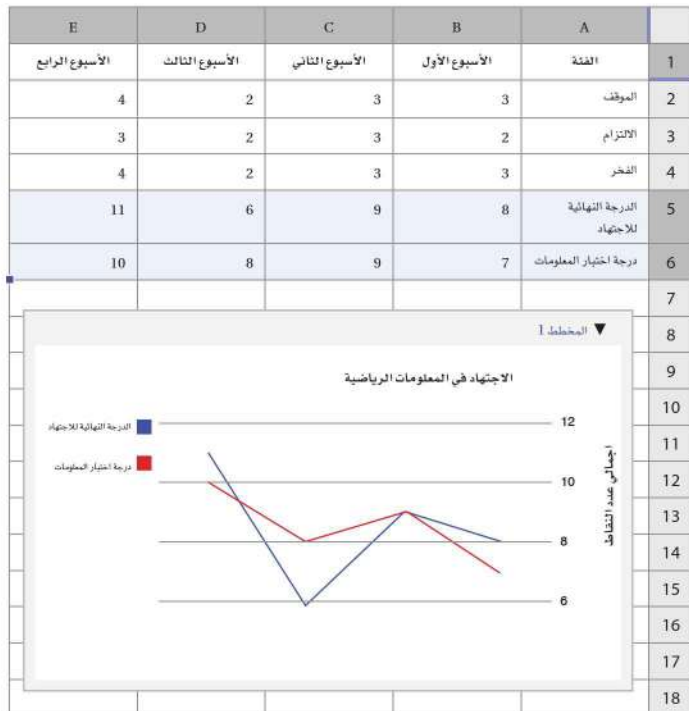 A B C D E
1 الفئة الأسبوع الأول الأسبوع الثاني الأسبوع الثالث الأسبوع الرابع
2 الموقف 3 3 2 4
3 الالتزام 2 3 2 3
4 الفخر 3 3 2 4
5 الدرجة النهائية للاجتهاد 8 9 6 11
6 درجة اختبار المعلومات 7 9 8 10
7
8
9
10
11
12
13
14
15
16
17
18
▼ المخطط 1
الاجتهاد في المعلومات الرياضية
اجمالي عدد النقاط
12
10
8
6
الدرجة النهائية للاجتهاد
درجة اختبار المعلومات